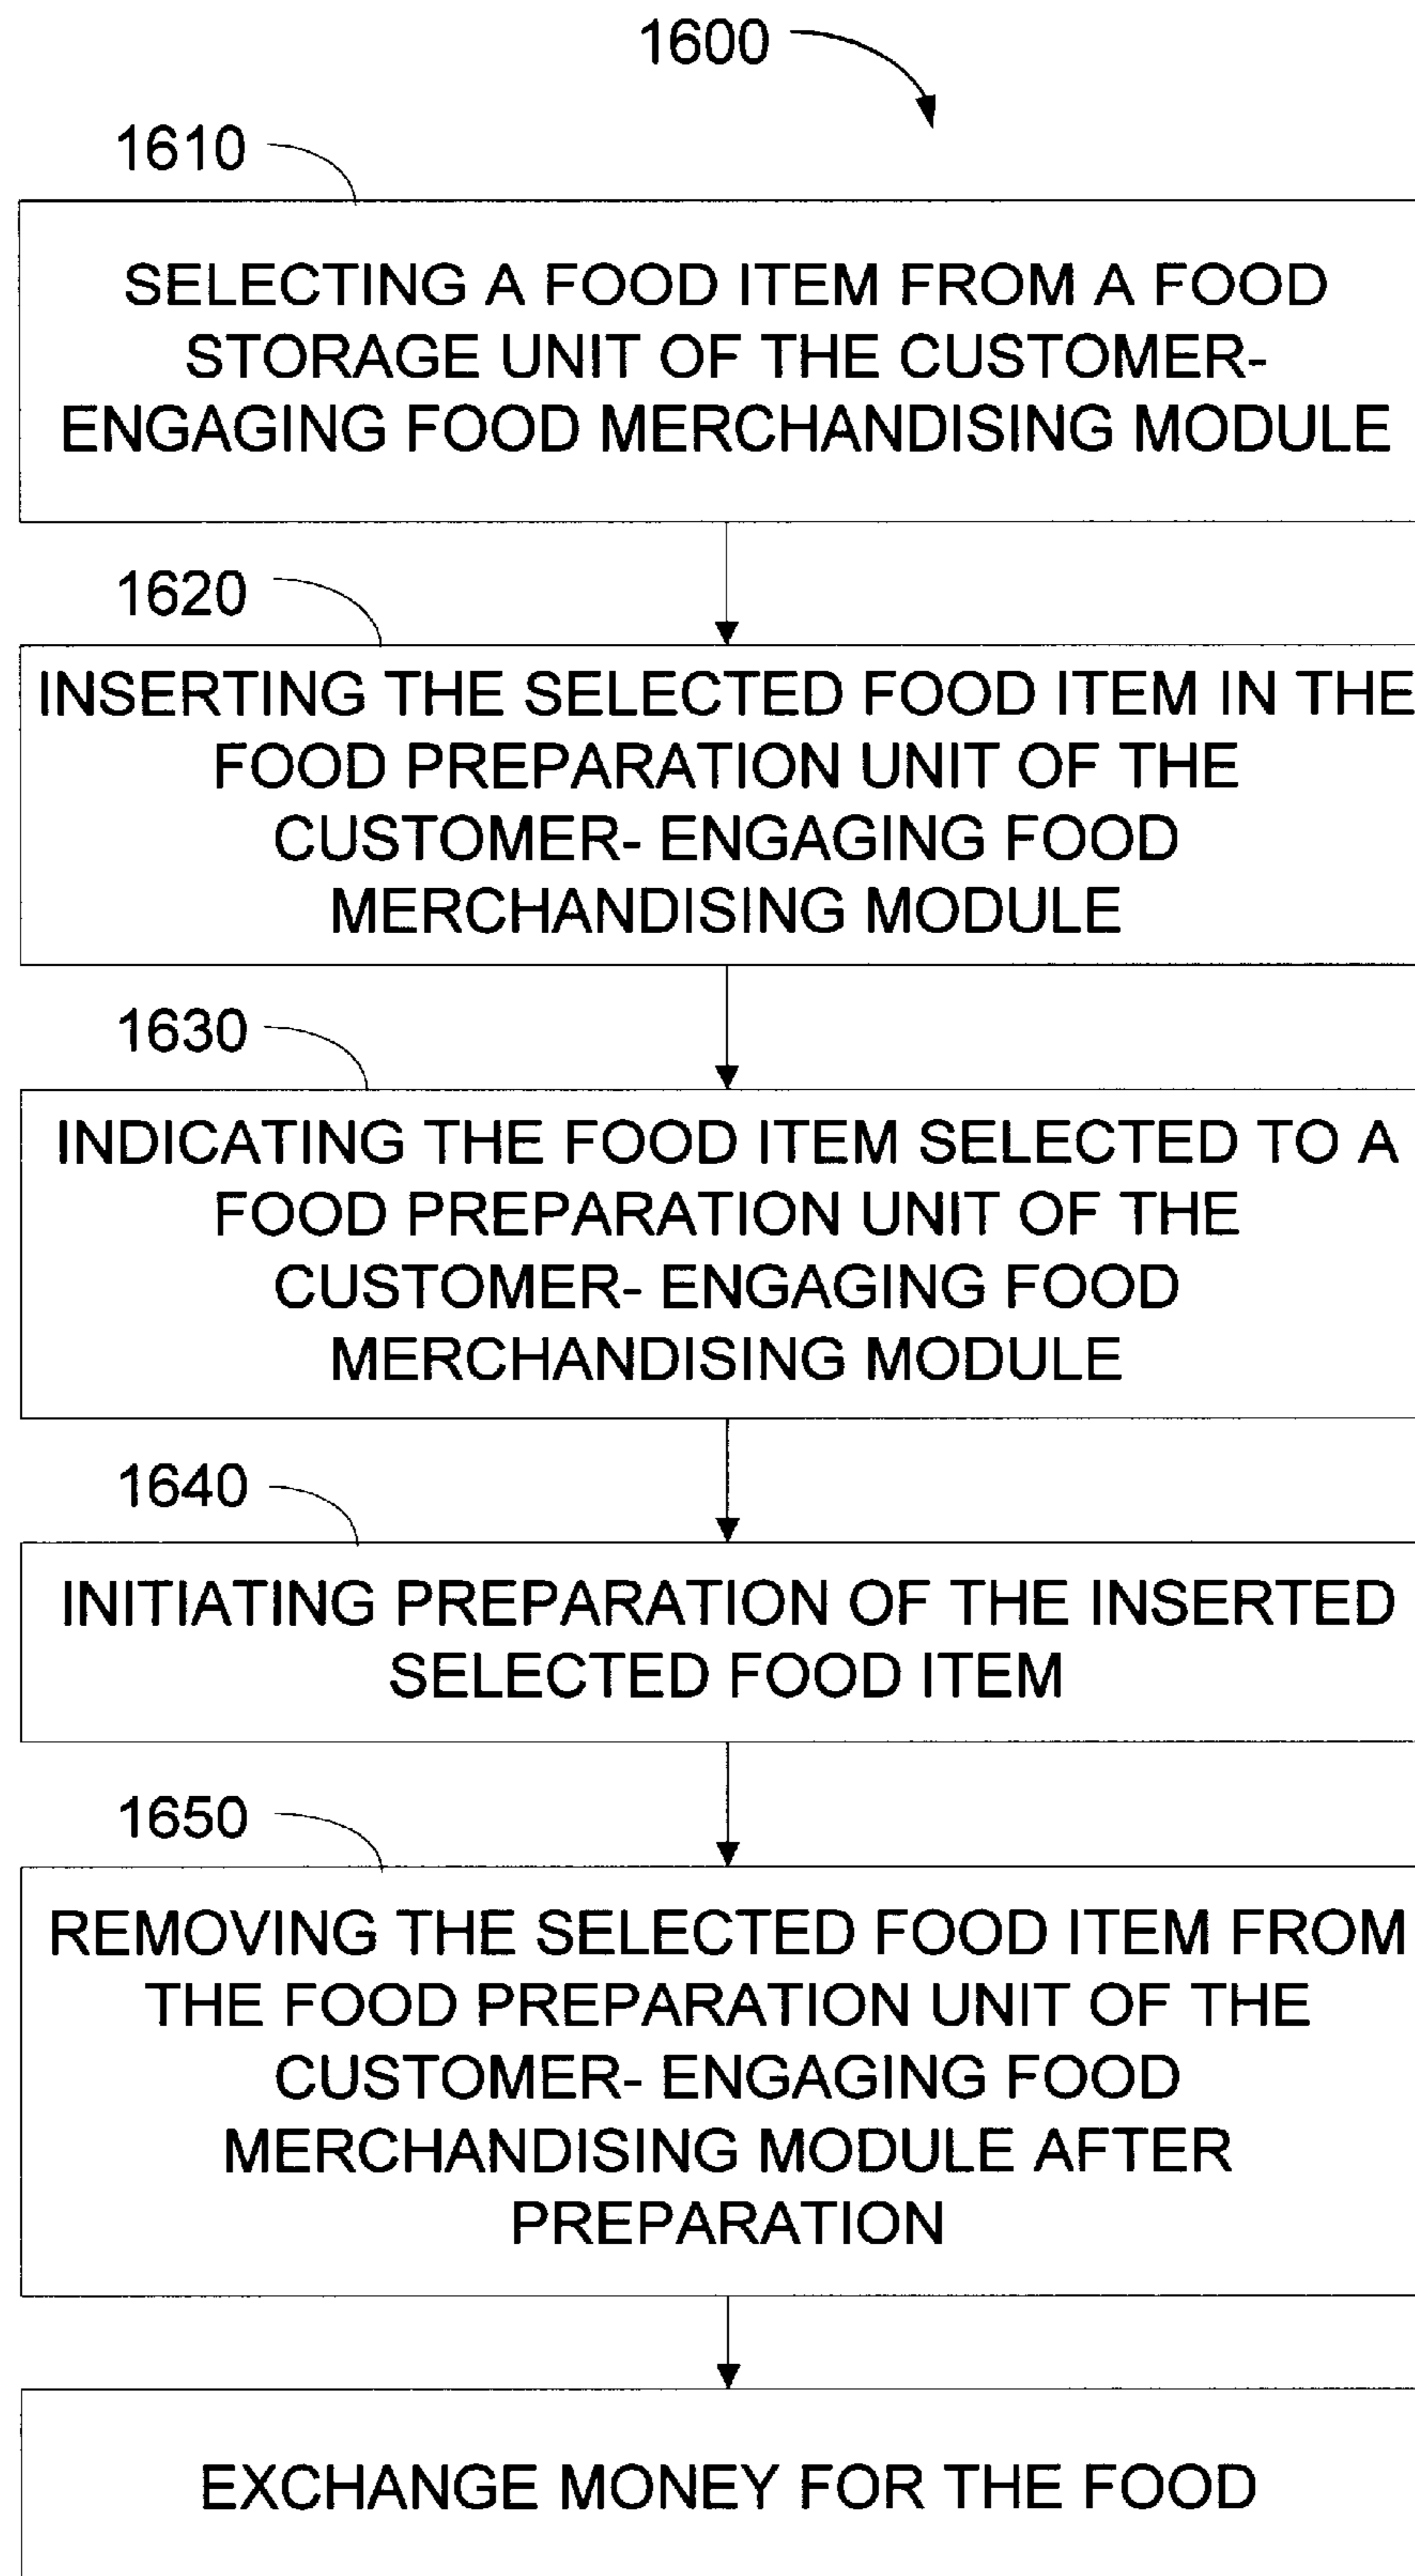 1600
1610
SELECTING A FOOD ITEM FROM A FOOD
STORAGE UNIT OF THE CUSTOMER-
ENGAGING FOOD MERCHANDISING MODULE
1620
INSERTING THE SELECTED FOOD ITEM IN THE
FOOD PREPARATION UNIT OF THE
CUSTOMER- ENGAGING FOOD
MERCHANDISING MODULE
1630
INDICATING THE FOOD ITEM SELECTED TO A
FOOD PREPARATION UNIT OF THE
CUSTOMER- ENGAGING FOOD
MERCHANDISING MODULE
1640
INITIATING PREPARATION OF THE INSERTED
SELECTED FOOD ITEM
1650
REMOVING THE SELECTED FOOD ITEM FROM
THE FOOD PREPARATION UNIT OF THE
CUSTOMER- ENGAGING FOOD
MERCHANDISING MODULE AFTER
PREPARATION
EXCHANGE MONEY FOR THE FOOD